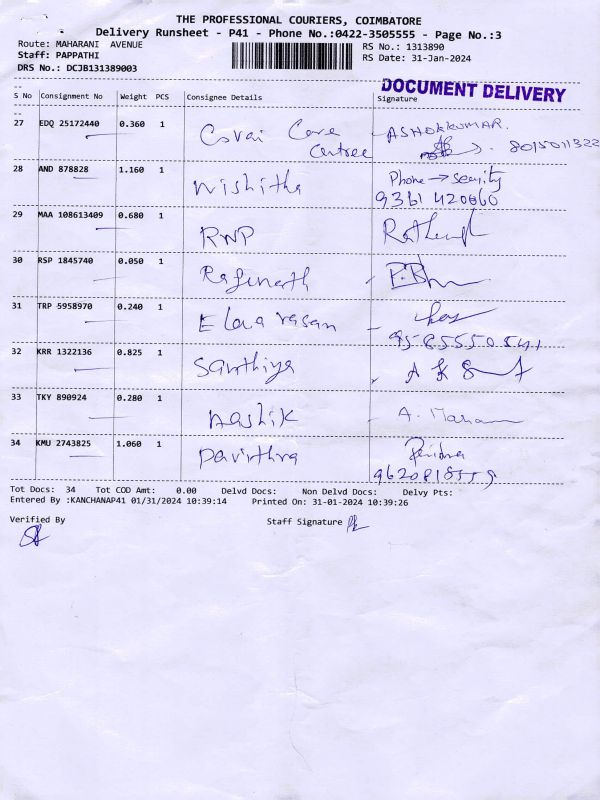 THE PROFESSIONAL COURIERS, COIMBATORE
Delivery Runsheet - P41 - Phone No.:0422-3505555 - Page No.:3
Route: MAHARANI AVENUE
Staff: PAPPATHI
DRS No.: DCJB131389003
RS No.: 1313890
RS Date: 31-Jan-2024
DOCUMENT DELIVERY
S No Consignment No Weight PCS Consignee Details Signature
27 EDQ 25172440 0.360 1 Covai Care ASHOKKUMAR.
Centree 8015011322
28 AND 878828 1.160 1 Nishitha Phone → Security
9361420060
29 MAA 108613409 0.680 1 RNP
30 RSP 1845740 0.050 1
31 TRP 5958970 0.240 1 Elavarasan
9585550541
32 KRR 1322136 0.825 1 Santhiya
33 TKY 890924 0.280 1 Nashik
34 KMU 2743825 1.060 1 Pavithra
Tot Docs: 34 Tot COD Amt: 0.00 Delvd Docs: Non Delvd Docs: Delvy Pts:
Entered By :KANCHANAP41 01/31/2024 10:39:14 Printed On: 31-01-2024 10:39:26
Verified By Staff Signature